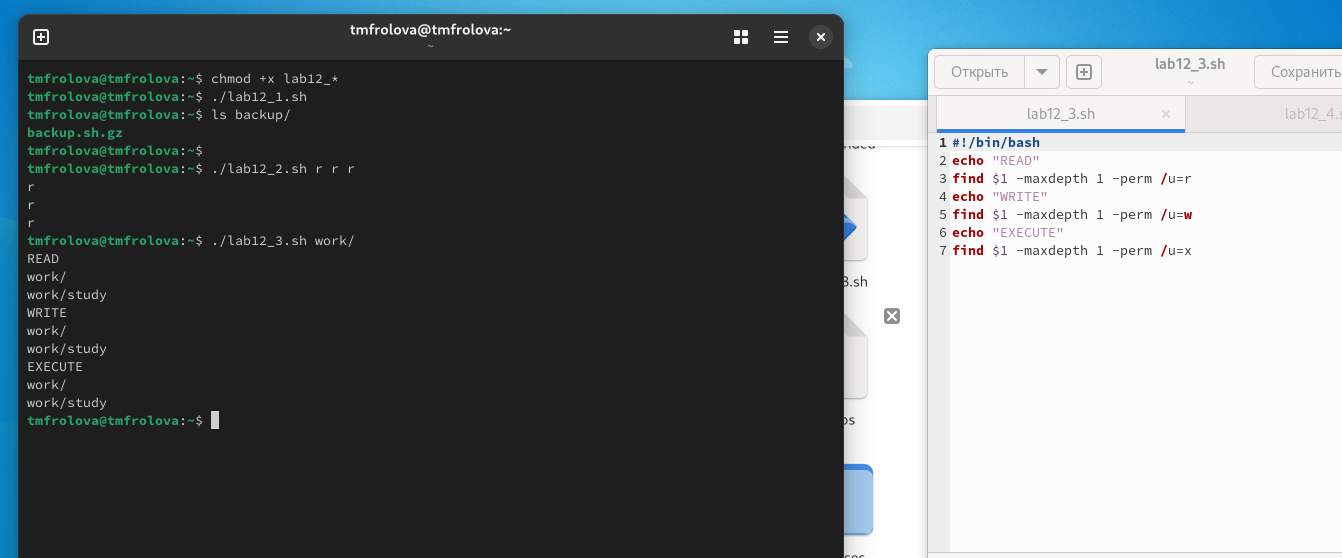 tmfrolova@tmfrolova:~
~
tmfrolova@tmfrolova:~$ chmod +x lab12_*
tmfrolova@tmfrolova:~$ ./lab12_1.sh
tmfrolova@tmfrolova:~$ ls backup/
backup.sh.gz
tmfrolova@tmfrolova:~$
tmfrolova@tmfrolova:~$ ./lab12_2.sh r r r
r
r
r
tmfrolova@tmfrolova:~$ ./lab12_3.sh work/
READ
work/
work/study
WRITE
work/
work/study
EXECUTE
work/
work/study
tmfrolova@tmfrolova:~$
3.sh
os
Открыть
lab12_3.sh
~
Сохранить
lab12_3.sh
lab12_4.s
1 #!/bin/bash
2 echo "READ"
3 find $1 -maxdepth 1 -perm /u=r
4 echo "WRITE"
5 find $1 -maxdepth 1 -perm /u=w
6 echo "EXECUTE"
7 find $1 -maxdepth 1 -perm /u=x